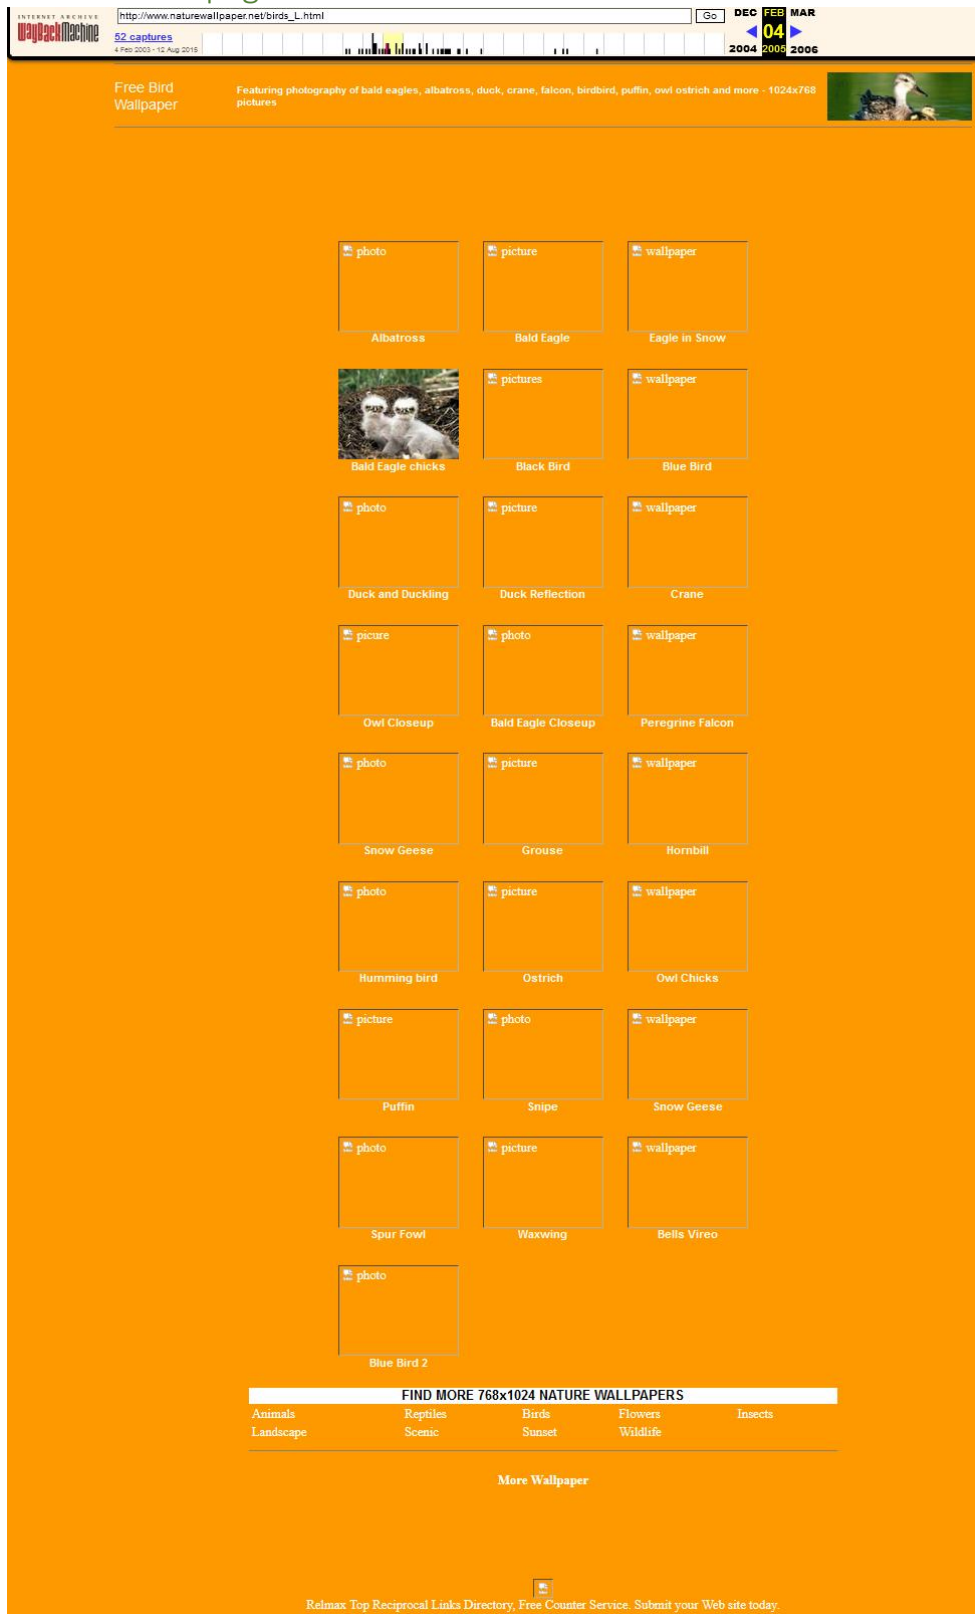 INTERNET ARCHIVE
WayBackMachine
http://www.naturewallpaper.net/birds_L.html
Go
DEC FEB MAR
52 captures
04
4 Feb 2003 - 12 Aug 2015
2004 2005 2006
Free Bird
Wallpaper
Featuring photography of bald eagles, albatross, duck, crane, falcon, birdbird, puffin, owl ostrich and more - 1024x768
pictures
photo picture wallpaper
Albatross Bald Eagle Eagle in Snow
pictures wallpaper
Bald Eagle chicks Black Bird Blue Bird
photo picture wallpaper
Duck and Duckling Duck Reflection Crane
picure photo wallpaper
Owl Closeup Bald Eagle Closeup Peregrine Falcon
photo picture wallpaper
Snow Geese Grouse Hornbill
photo picture wallpaper
Humming bird Ostrich Owl Chicks
picture photo wallpaper
Puffin Snipe Snow Geese
photo picture wallpaper
Spur Fowl Waxwing Bells Vireo
photo
Blue Bird 2
FIND MORE 768x1024 NATURE WALLPAPERS
Animals Reptiles Birds Flowers Insects
Landscape Scenic Sunset Wildlife
More Wallpaper
Relmax Top Reciprocal Links Directory, Free Counter Service. Submit your Web site today.